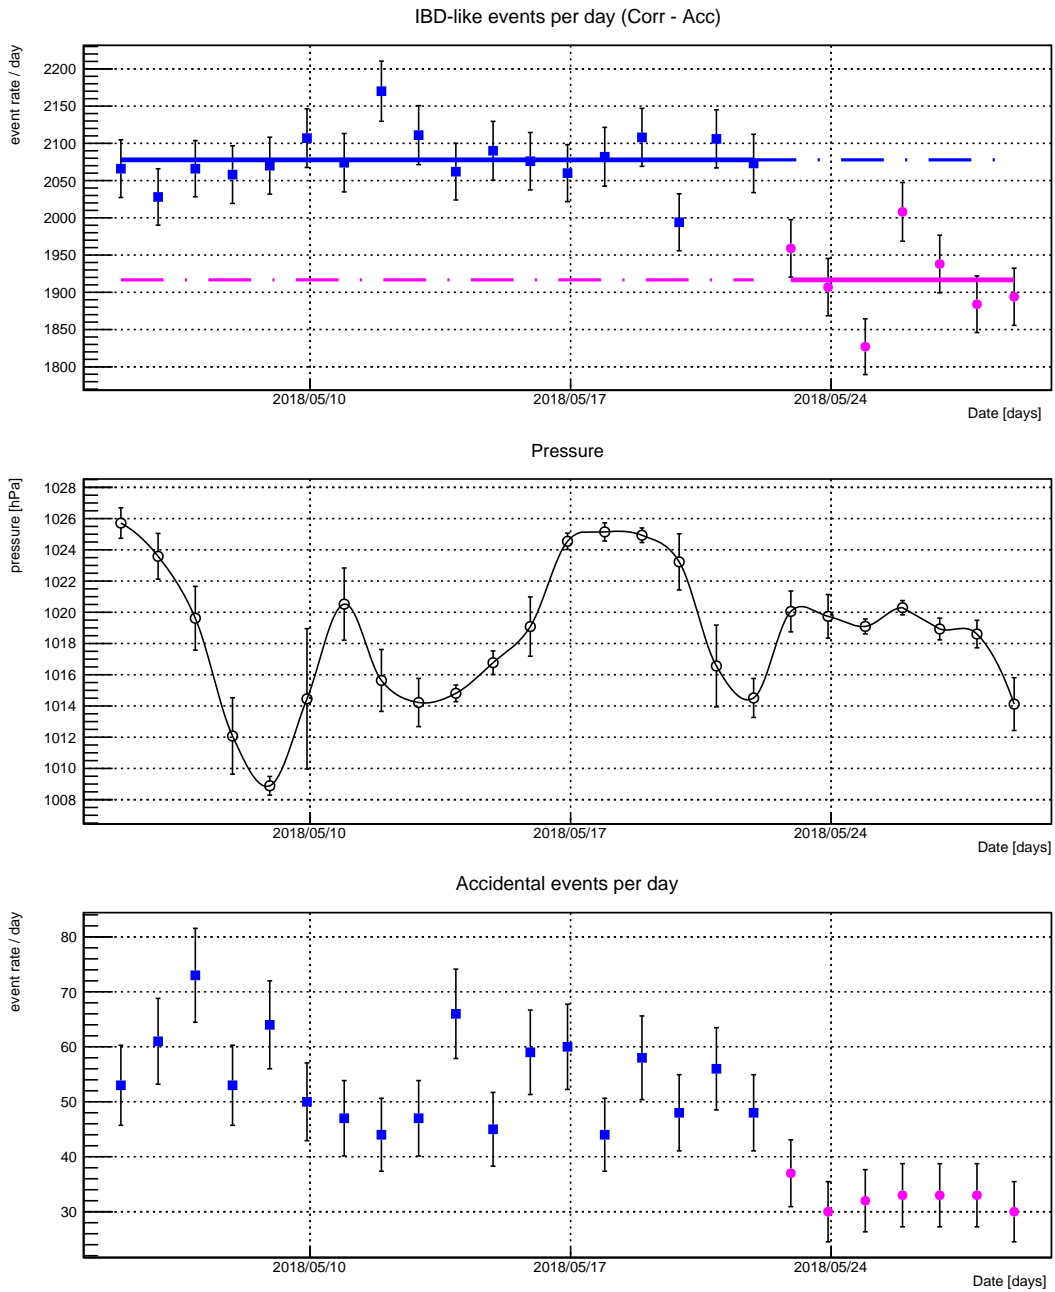 IBD-like events per day (Corr - Acc)
event rate / day
2200
2150
2100
2050
2000
1950
1900
1850
1800
2018/05/10 2018/05/17 2018/05/24
Date [days]
Pressure
pressure [hPa]
1028
1026
1024
1022
1020
1018
1016
1014
1012
1010
1008
2018/05/10 2018/05/17 2018/05/24
Date [days]
Accidental events per day
event rate / day
80
70
60
50
40
30
2018/05/10 2018/05/17 2018/05/24
Date [days]